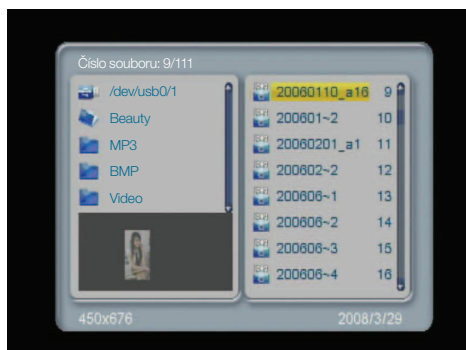 Číslo souboru: 9/111
/dev/usb0/1
Beauty
MP3
BMP
Video
20060110_a16 9
200601~2 10
20060201_a1 11
200602~2 12
200606~1 13
200606~2 14
200606~3 15
200606~4 16
450x676
2008/3/29